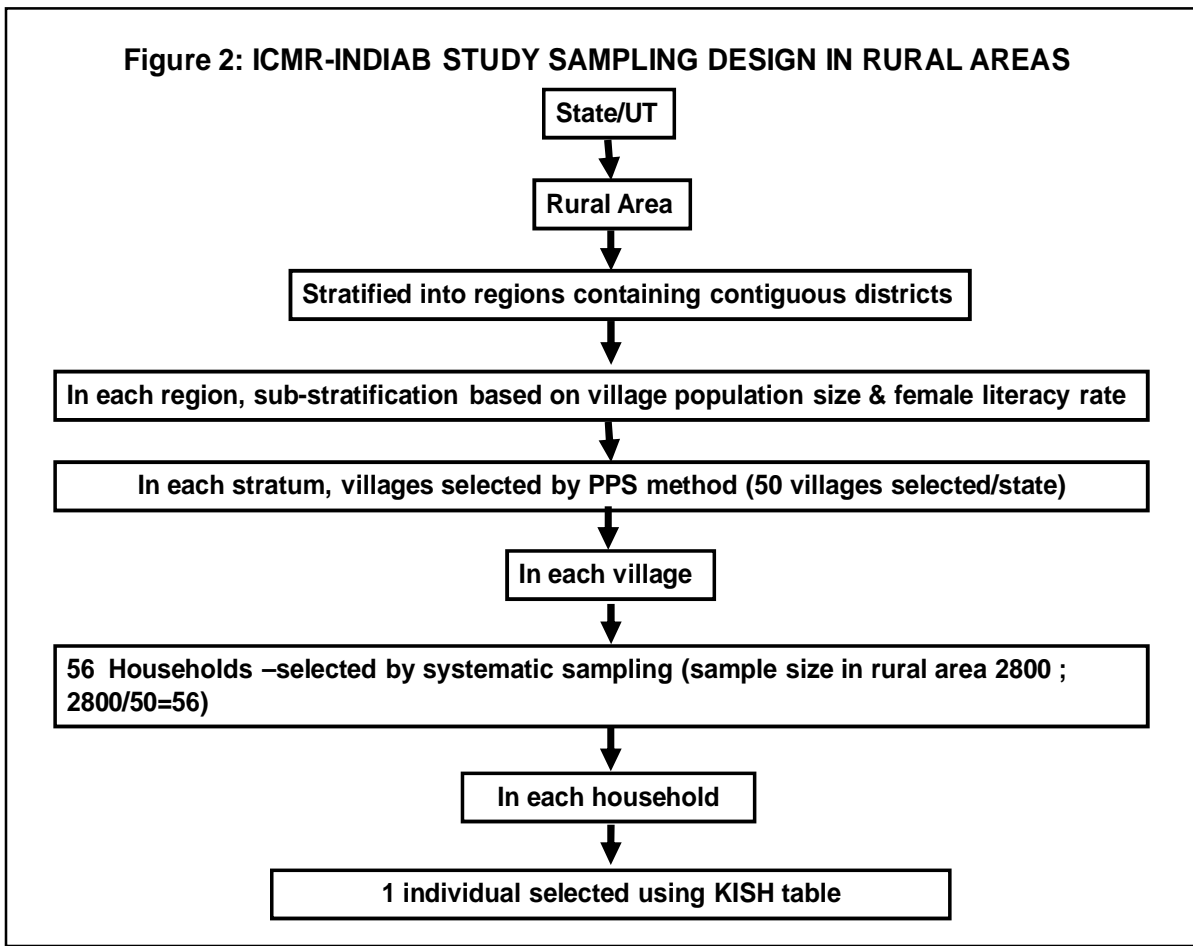 Figure 2: ICMR-INDIAB STUDY SAMPLING DESIGN IN RURAL AREAS
State/UT
Rural Area
Stratified into regions containing contiguous districts
In each region, sub-stratification based on village population size & female literacy rate
In each stratum, villages selected by PPS method (50 villages selected/state)
In each village
56 Households –selected by systematic sampling (sample size in rural area 2800 ;
2800/50=56)
In each household
1 individual selected using KISH table